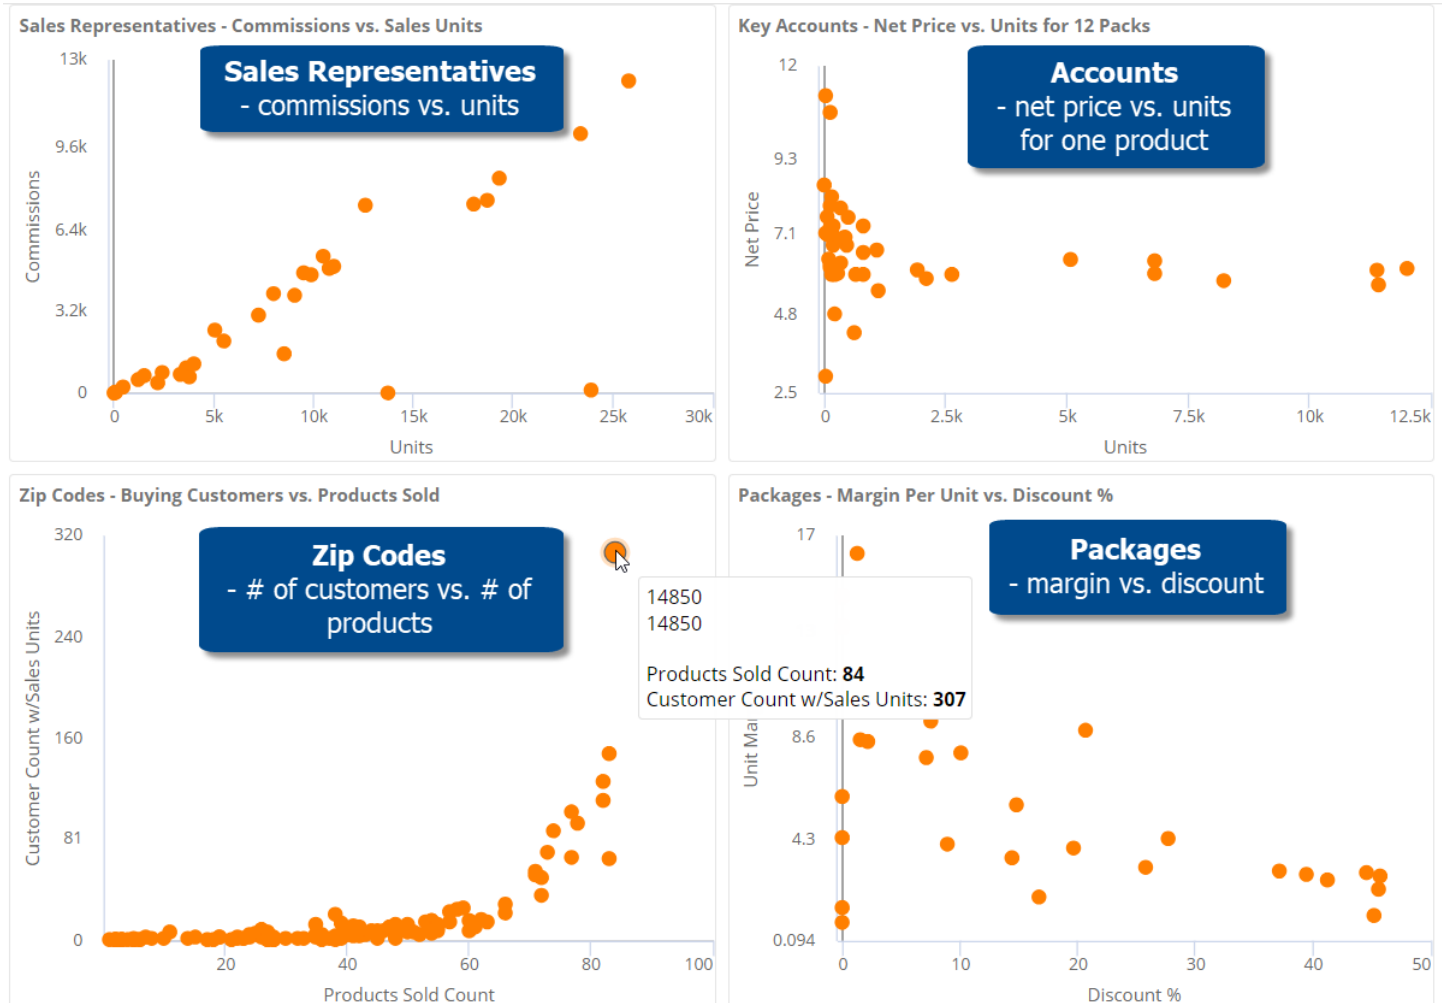 Sales Representatives - Commissions vs. Sales Units
Sales Representatives
- commissions vs. units
13k
9.6k
6.4k
3.2k
0
Commissions
0
5k
10k
15k
20k
25k
30k
Units
Key Accounts - Net Price vs. Units for 12 Packs
Accounts
- net price vs. units
for one product
12
9.3
7.1
4.8
2.5
Net Price
0
2.5k
5k
7.5k
10k
12.5k
Units
Zip Codes - Buying Customers vs. Products Sold
Zip Codes
- # of customers vs. # of
products
320
240
160
81
0
Customer Count w/Sales Units
20
40
60
80
100
Products Sold Count
14850
14850
Products Sold Count: 84
Customer Count w/Sales Units: 307
Packages - Margin Per Unit vs. Discount %
Packages
- margin vs. discount
17
8.6
4.3
0.094
Unit
0
10
20
30
40
50
Discount %